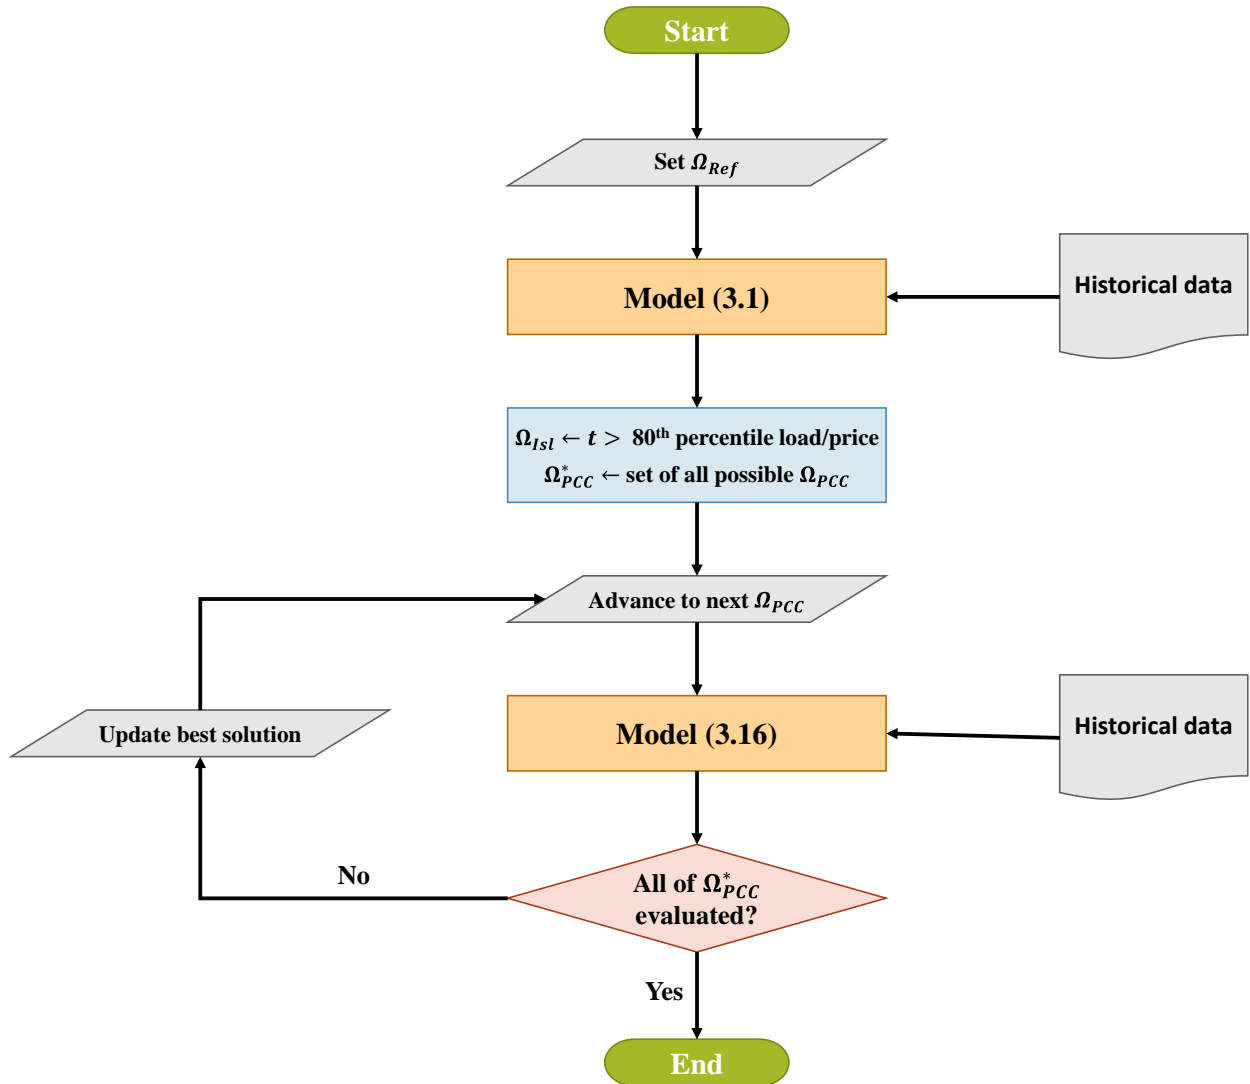 Start
Set Ω_Ref
Model (3.1)
Historical data
Ω_Isl ← t > 80th percentile load/price
Ω*_PCC ← set of all possible Ω_PCC
Advance to next Ω_PCC
Update best solution
Model (3.16)
Historical data
No
All of Ω*_PCC
evaluated?
Yes
End